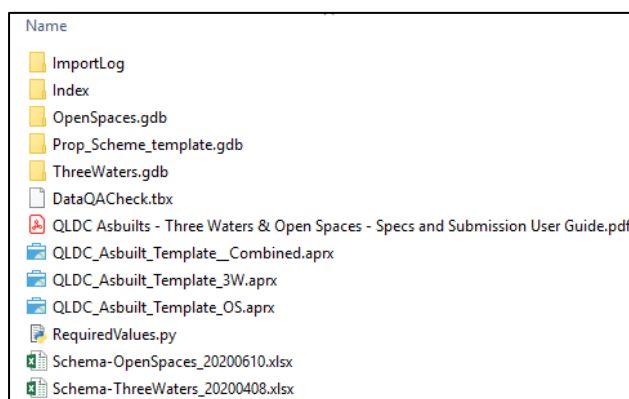 Name
ImportLog
Index
OpenSpaces.gdb
Prop_Scheme_template.gdb
ThreeWaters.gdb
DataQACheck.tbx
QLDC Asbuilts - Three Waters & Open Spaces - Specs and Submission User Guide.pdf
QLDC_Asbuilt_Template__Combined.aprx
QLDC_Asbuilt_Template_3W.aprx
QLDC_Asbuilt_Template_OS.aprx
RequiredValues.py
Schema-OpenSpaces_20200610.xlsx
Schema-ThreeWaters_20200408.xlsx